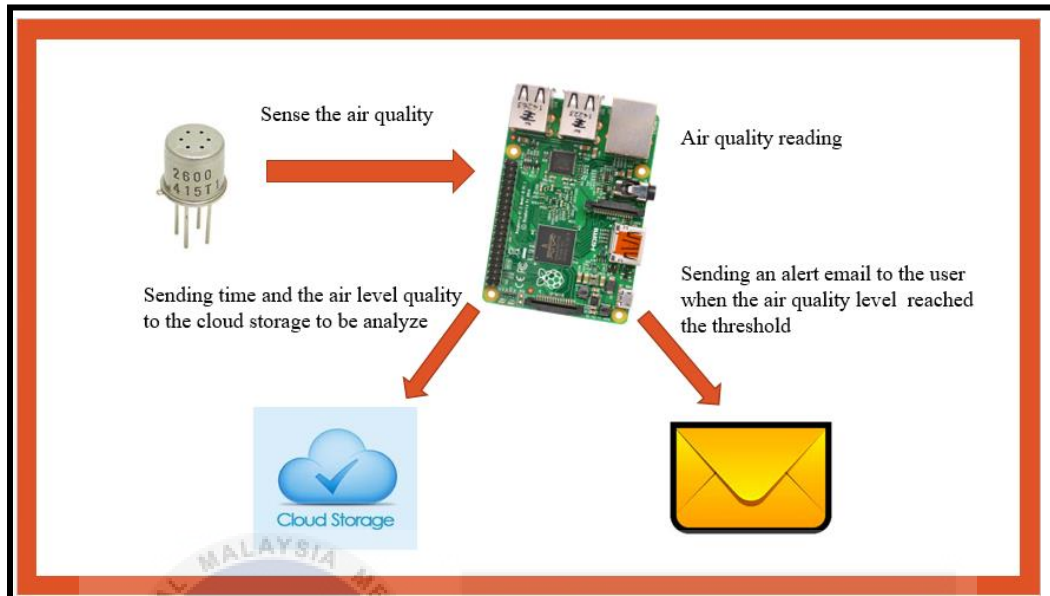 Sense the air quality
2600
415T1
Air quality reading
HDMI
Sending time and the air level quality
to the cloud storage to be analyze
Sending an alert email to the user
when the air quality level  reached
the threshold
Cloud Storage
MALAYSIA